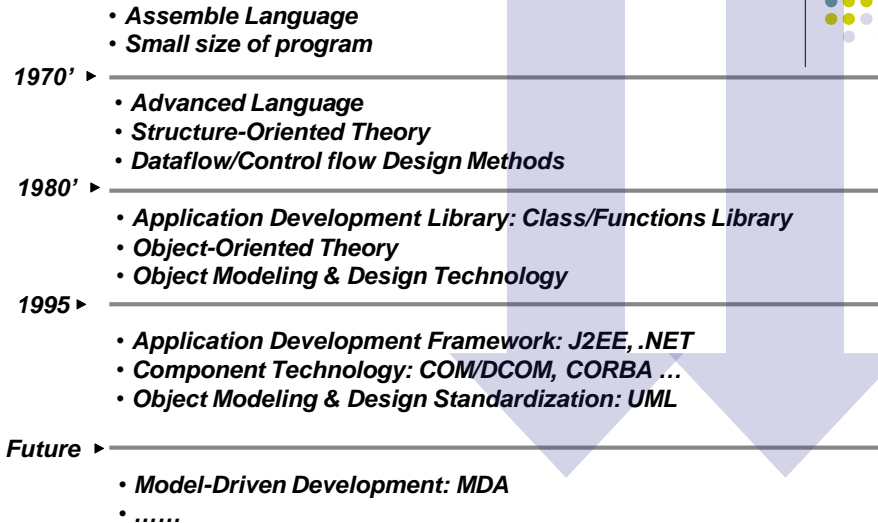 • Assemble Language
• Small size of program
1970’
• Advanced Language
• Structure-Oriented Theory
• Dataflow/Control flow Design Methods
1980’
• Application Development Library: Class/Functions Library
• Object-Oriented Theory
• Object Modeling & Design Technology
1995
• Application Development Framework: J2EE, .NET
• Component Technology: COM/DCOM, CORBA …
• Object Modeling & Design Standardization: UML
Future
• Model-Driven Development: MDA
• ……